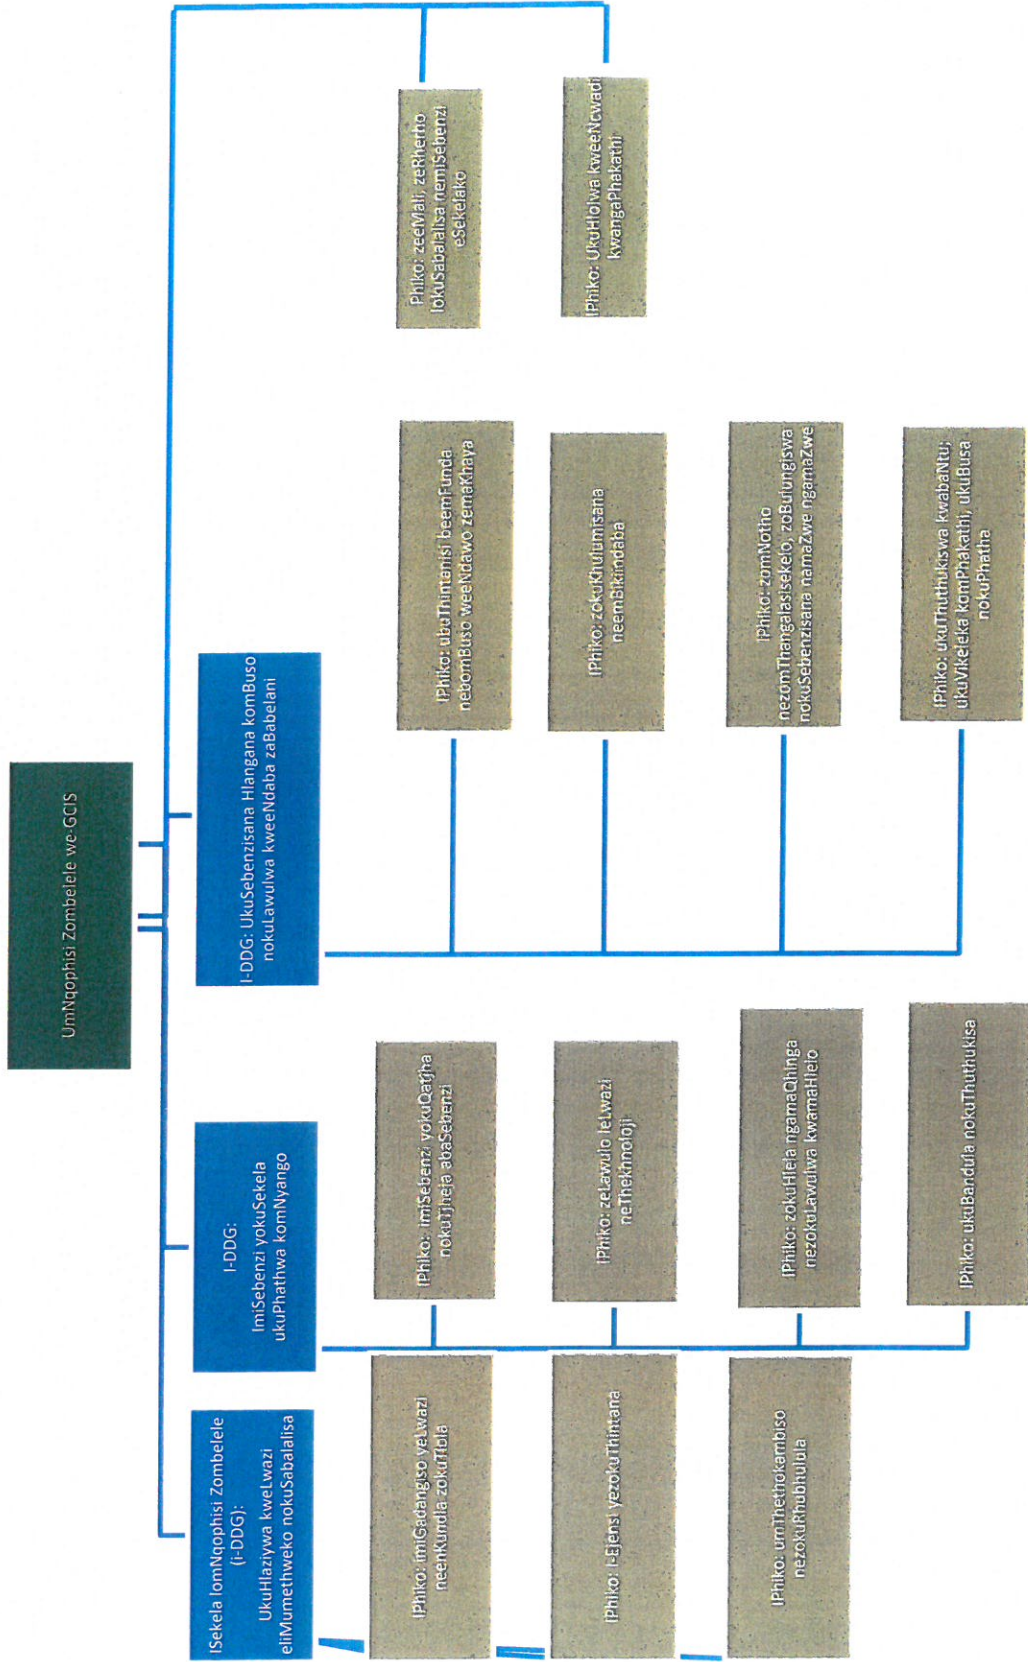 UmNqophisi Zombelele we-GCIS
ISekela lomNqophisi Zombelele
(i-DDG):
UkuHlaziywa kweLwazi
eliMumethweko nokuSabalalisa
I-DDG:
ImiSebenzi yokuSekela
ukuPhathwa komNyango
I-DDG: UkuSebenzisana Hlangana komBuso
nokuLawulwa kweeNdaba zaBabelani
IPhiko: imiGadangiso yeLwazi
neenKundla zokuTlola
IPhiko: i-Ejensi yezokuThintana
IPhiko: umThethokambiso
nezokuRhubhulula
IPhiko: ImiSebenzi yokuQatjha
nokuTjheja abaSebenzi
IPhiko: zeLawulo leLwazi
neThekhnoloji
IPhiko: zokuHlela ngamaQhinga
nezokuLawulwa kwamaHlelo
IPhiko: ukuBandula nokuThuthukisa
IPhiko: ubuThintanisi beemFunda
nebomBuso weeNdawo zemaKhaya
IPhiko: zokuKhulumisana
neemBikindaba
IPhiko: zomNotho
nezomThangalasisekelo, zoBulungiswa
nokuSebenzisana namaZwe ngamaZwe
IPhiko: ukuThuthukiswa kwabaNtu;
ukuVikeleka komPhakathi, ukuBusa
nokuPhatha
Phiko: zeeMali, zeRherho
lokuSabalalisa nemiSebenzi
eSekelako
IPhiko: UkuHlolwa kweeNcwadi
kwangaPhakathi